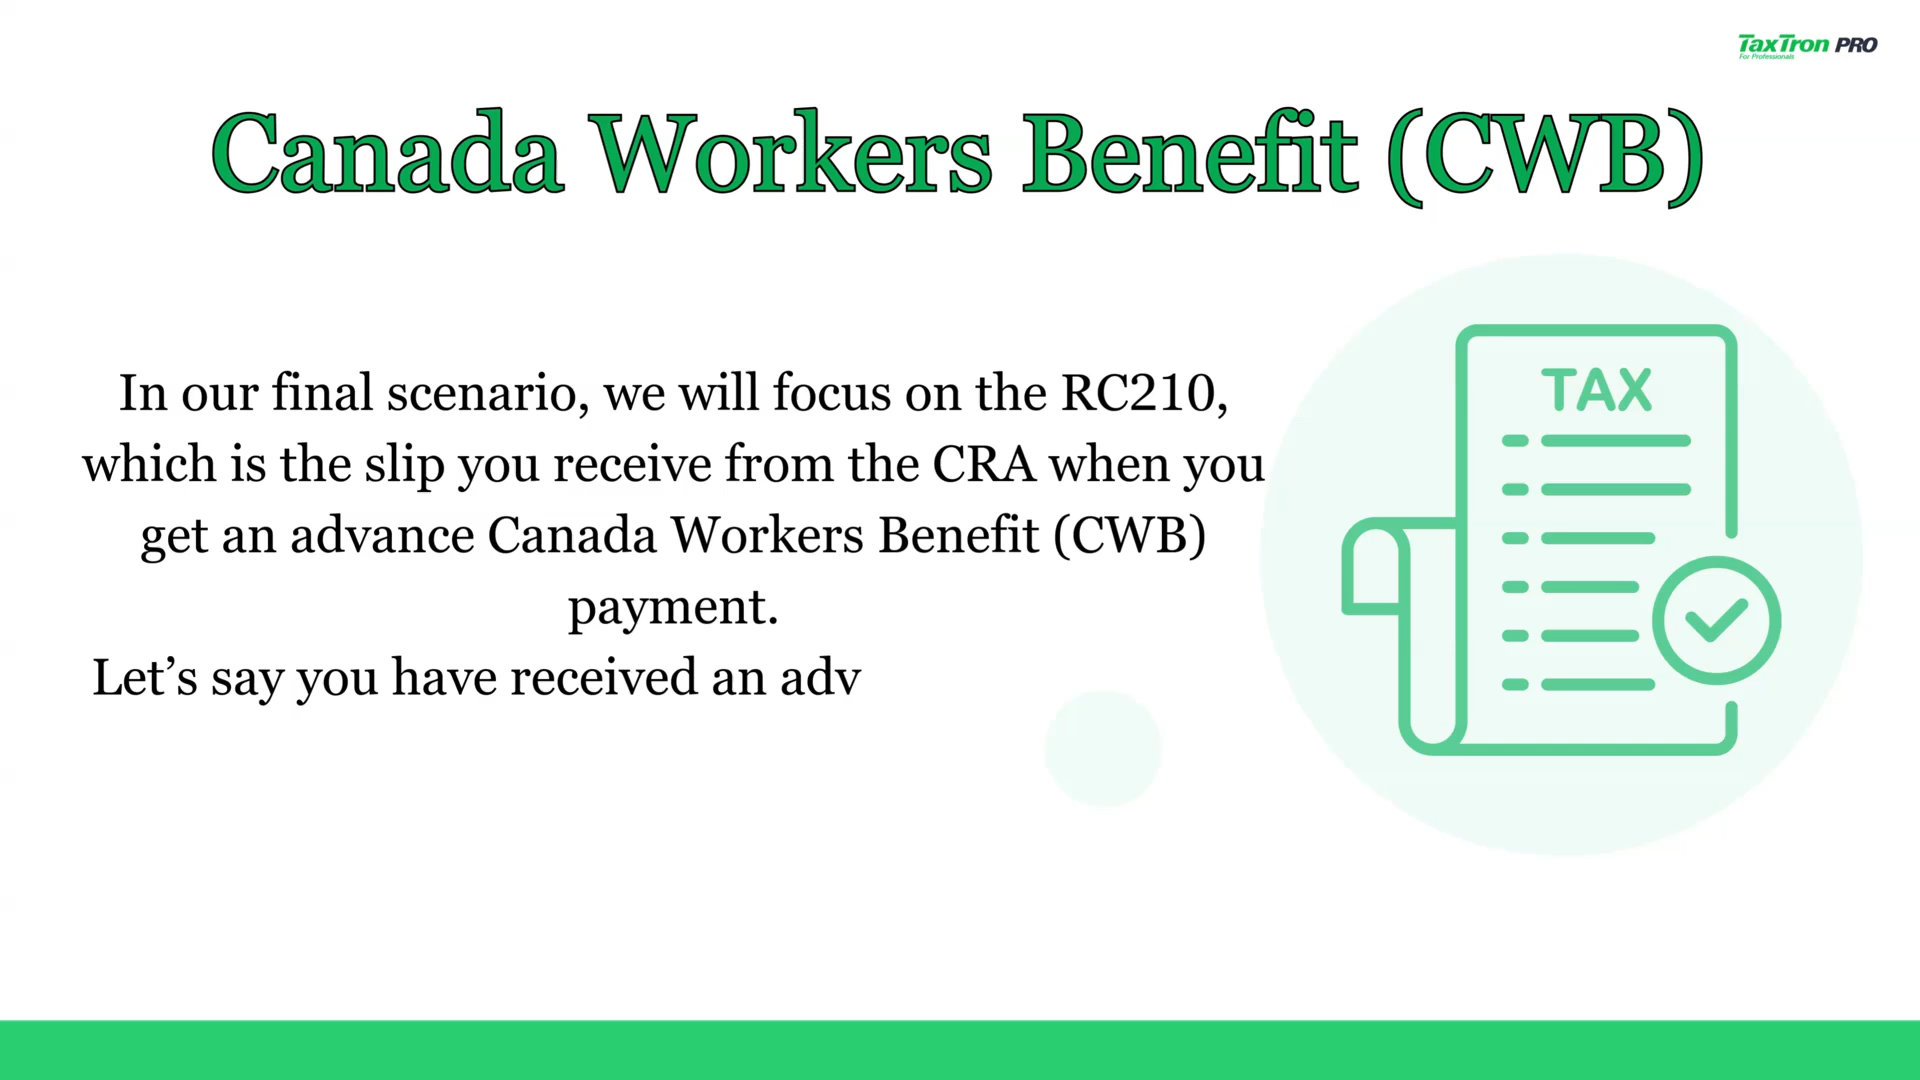 TaxTron PRO
For Professionals
Canada Workers Benefit (CWB)
In our final scenario, we will focus on the RC210,
which is the slip you receive from the CRA when you
get an advance Canada Workers Benefit (CWB)
payment.
Let’s say you have received an adv
TAX